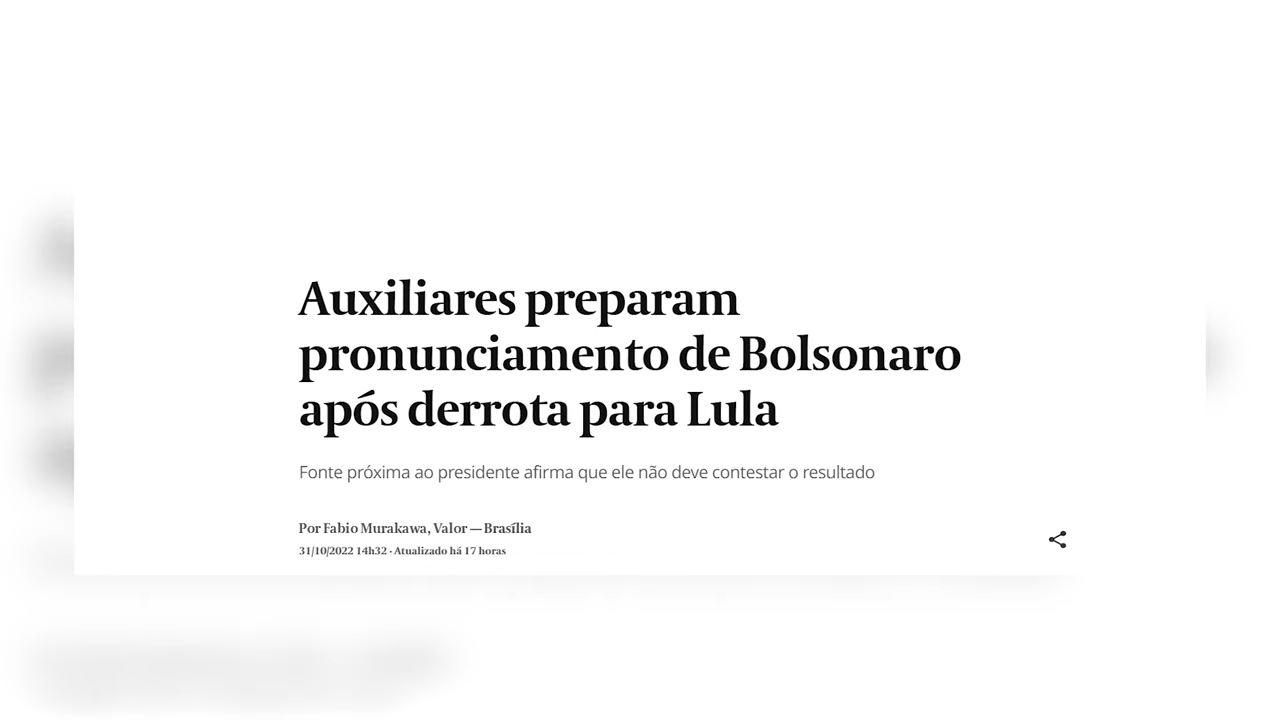 Auxiliares preparam
pronunciamento de Bolsonaro
após derrota para Lula
Fonte próxima ao presidente afirma que ele não deve contestar o resultado
Por Fabio Murakawa, Valor — Brasília
31/10/2022 14h32 · Atualizado há 17 horas